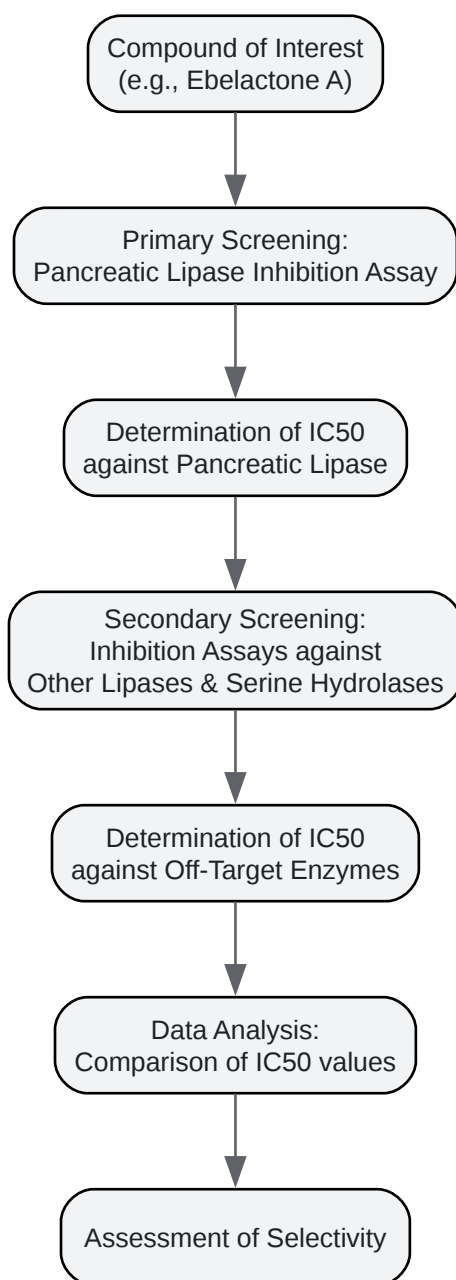 Compound of Interest
(e.g., Ebelactone A)
Primary Screening:
Pancreatic Lipase Inhibition Assay
Determination of IC50
against Pancreatic Lipase
Secondary Screening:
Inhibition Assays against
Other Lipases & Serine Hydrolases
Determination of IC50
against Off-Target Enzymes
Data Analysis:
Comparison of IC50 values
Assessment of Selectivity